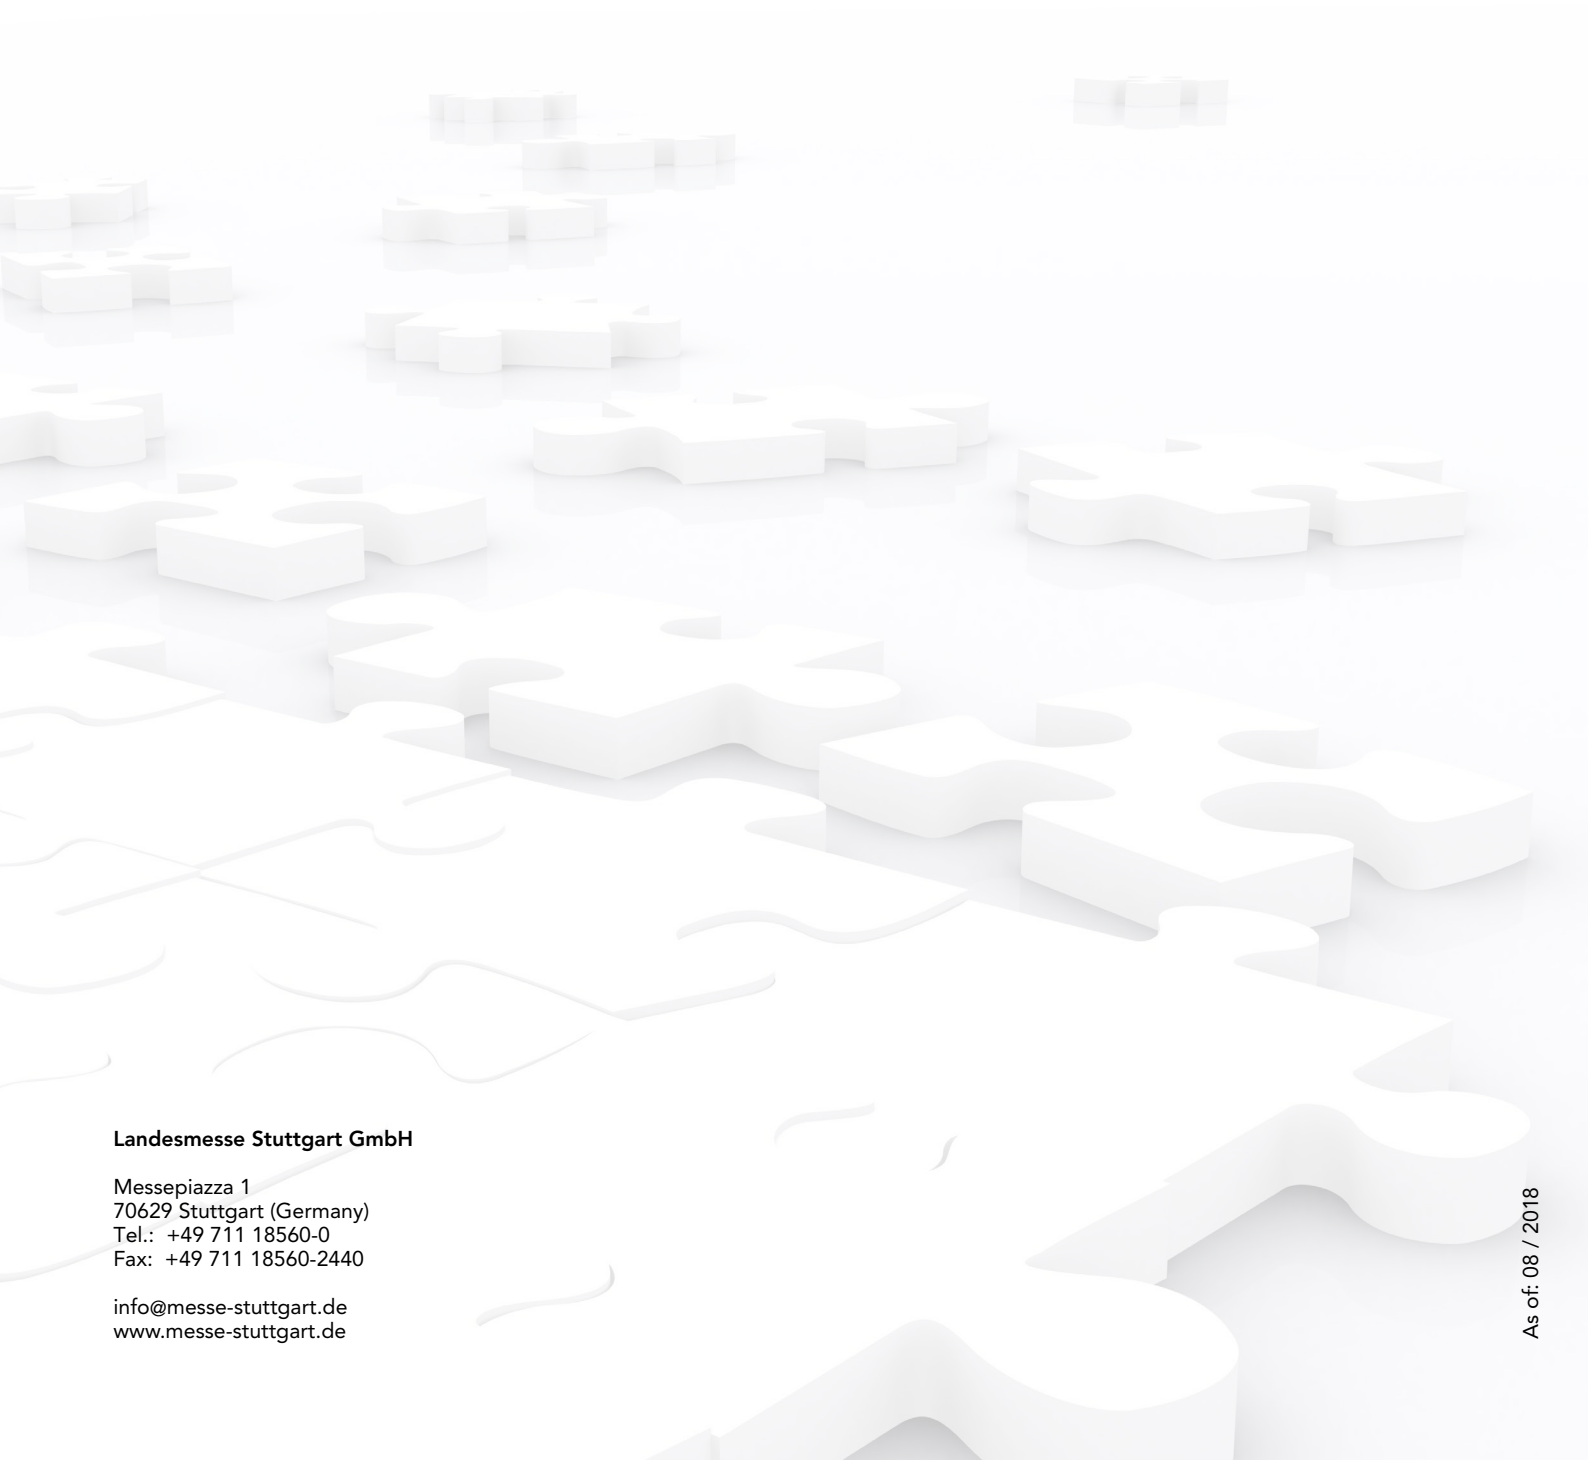 Landesmesse Stuttgart GmbH
Messepiazza 1
70629 Stuttgart (Germany)
Tel.: +49 711 18560-0
Fax: +49 711 18560-2440
info@messe-stuttgart.de
www.messe-stuttgart.de
As of: 08 / 2018